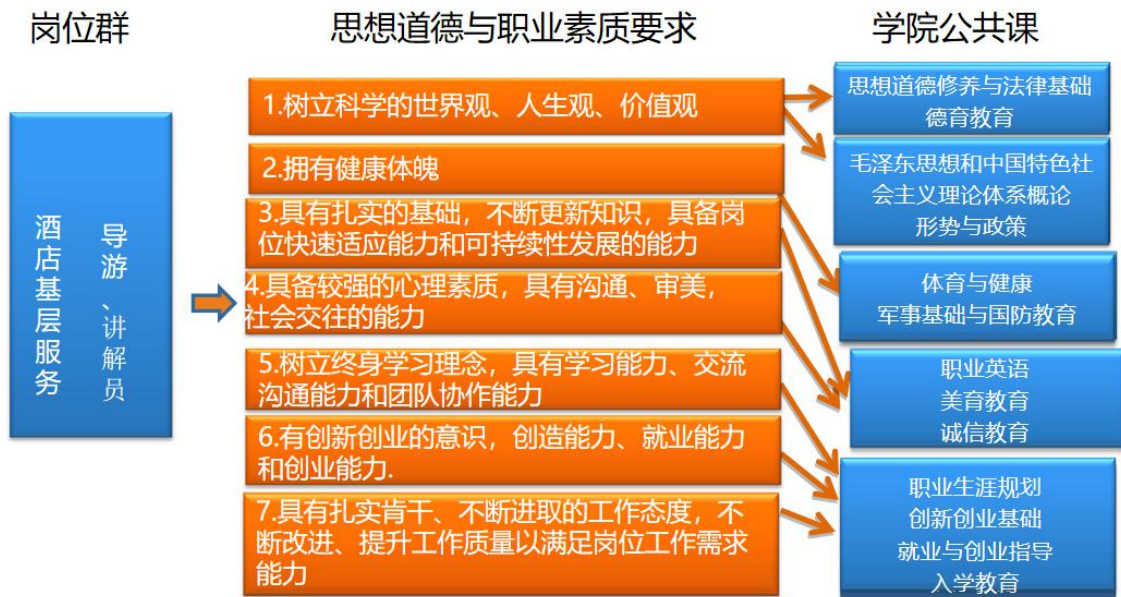 岗位群
思想道德与职业素质要求
学院公共课
酒店基层服务
导游、讲解员
1.树立科学的世界观、人生观、价值观
2.拥有健康体魄
3.具有扎实的基础，不断更新知识，具备岗
位快速适应能力和可持续性发展的能力
4.具备较强的心理素质，具有沟通、审美，
社会交往的能力
5.树立终身学习理念，具有学习能力、交流
沟通能力和团队协作能力
6.有创新创业的意识，创造能力、就业能力
和创业能力.
7.具有扎实肯干、不断进取的工作态度，不
断改进、提升工作质量以满足岗位工作需求
能力
思想道德修养与法律基础
德育教育
毛泽东思想和中国特色社
会主义理论体系概论
形势与政策
体育与健康
军事基础与国防教育
职业英语
美育教育
诚信教育
职业生涯规划
创新创业基础
就业与创业指导
入学教育